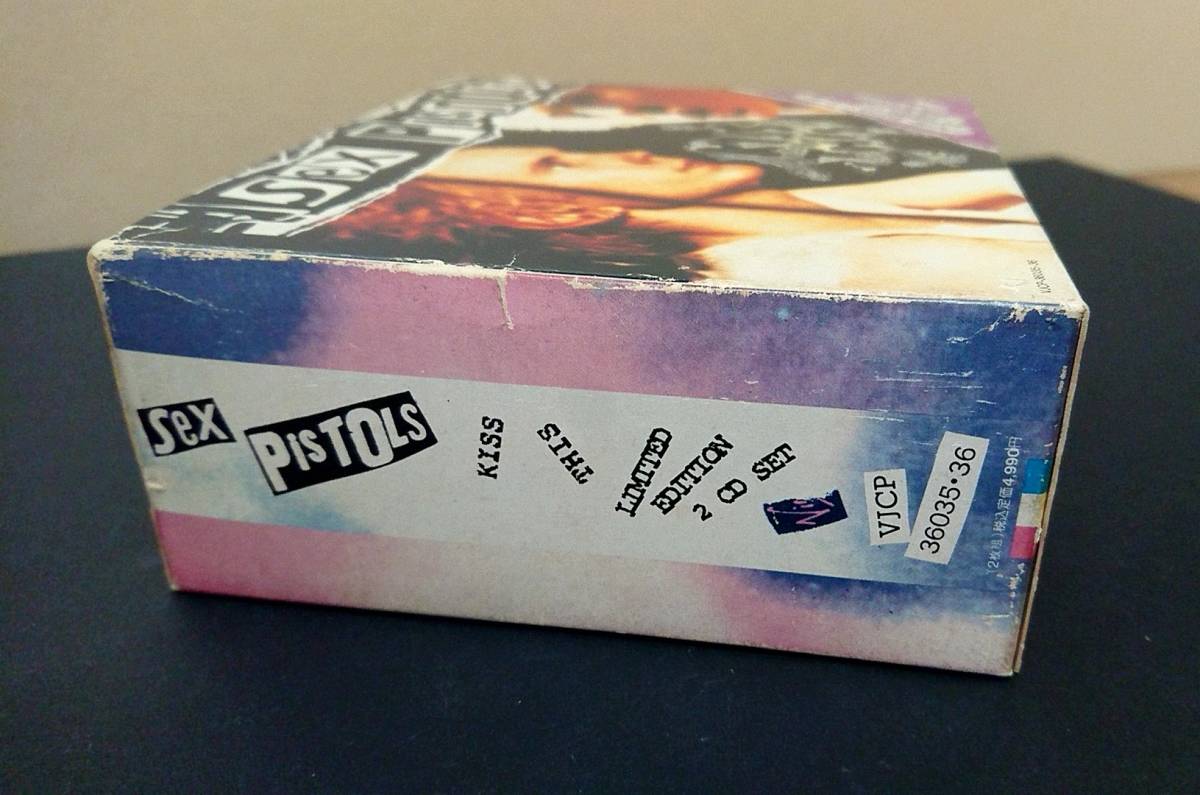 SEX PISTOLS
SEX
PISTOLS
KISS
THIS
LIMITED
EDITION
2 CD SET
VJCP
36035・36
(2枚組)税込定価4,990円